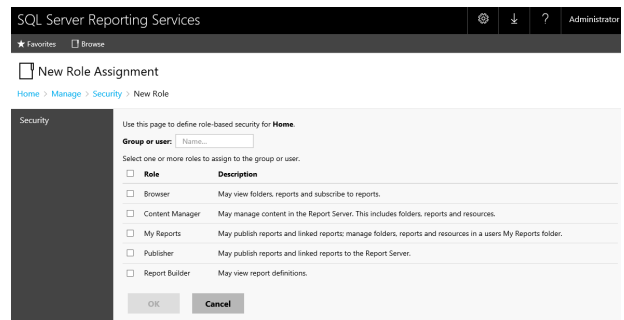 SQL Server Reporting Services
? Administrator
★ Favorites Browse
New Role Assignment
Home > Manage > Security > New Role
Security
Use this page to define role-based security for Home.
Group or user: Name...
Select one or more roles to assign to the group or user.
Role Description
Browser May view folders, reports and subscribe to reports.
Content Manager May manage content in the Report Server. This includes folders, reports and resources.
My Reports May publish reports and linked reports; manage folders, reports and resources in a users My Reports folder.
Publisher May publish reports and linked reports to the Report Server.
Report Builder May view report definitions.
OK Cancel